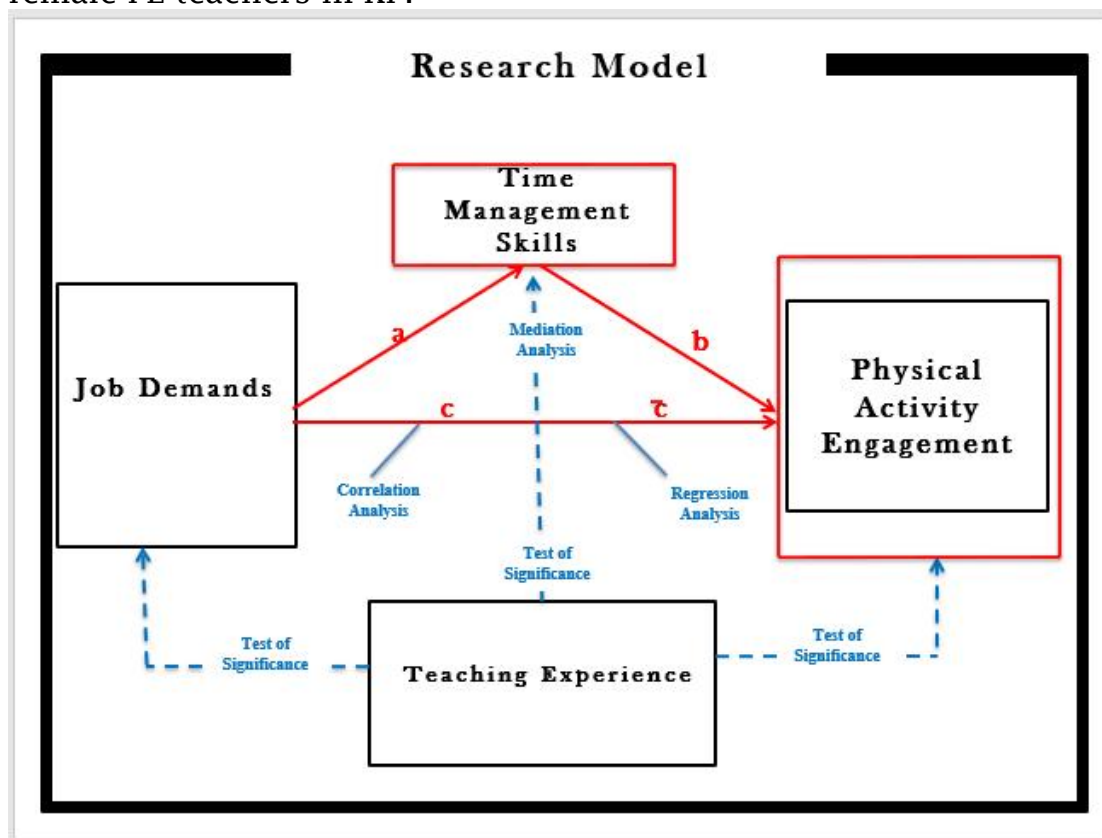 Research Model
Time
Management
Skills
a
b
Mediation
Analysis
Job Demands
Physical
Activity
Engagement
c
Correlation
Analysis
Regression
Analysis
Test of
Significance
Test of
Significance
Test of
Significance
Teaching Experience